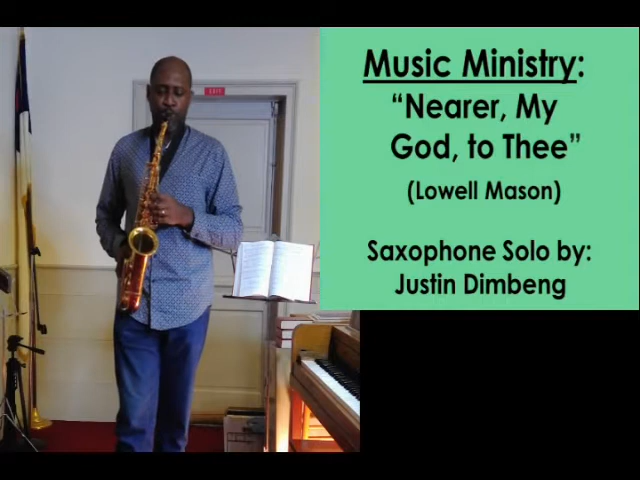 EXIT
Music Ministry:
“Nearer, My
God, to Thee”
(Lowell Mason)
Saxophone Solo by:
Justin Dimbeng